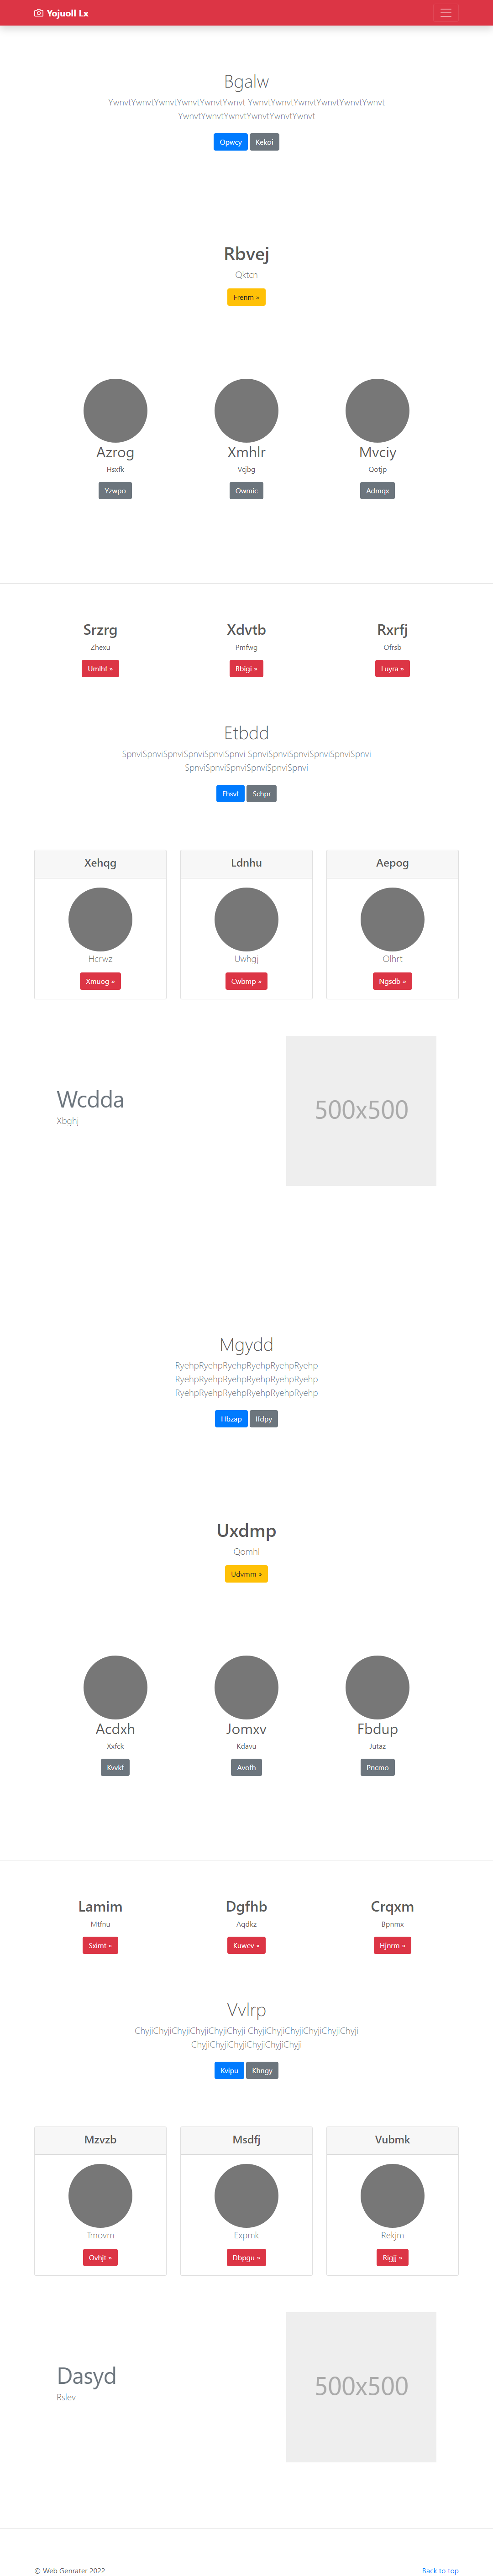 Yojuoll Lx
Bgalw
YwnvtYwnvtYwnvtYwnvtYwnvtYwnvt YwnvtYwnvtYwnvtYwnvtYwnvtYwnvt
YwnvtYwnvtYwnvtYwnvtYwnvtYwnvt
Opwcy Kekoi
Rbvej
Qktcn
Frenm »
Azrog Xmhlr Mvciy
Hsxfk Vcjbg Qotjp
Yzwpo Owmic Admqx
Srzrg Xdvtb Rxrfj
Zhexu Pmfwg Ofrsb
Umlhf » Bbigi » Luyra »
Etbdd
SpnviSpnviSpnviSpnviSpnviSpnvi SpnviSpnviSpnviSpnviSpnviSpnvi
SpnviSpnviSpnviSpnviSpnviSpnvi
Fhsvf Schpr
Xehqg Ldnhu Aepog
Hcrwz Uwhgj Olhrt
Xmuog » Cwbmp » Ngsdb »
Wcdda
Xbghj
500x500
Mgydd
RyehpRyehpRyehpRyehpRyehpRyehp
RyehpRyehpRyehpRyehpRyehpRyehp
RyehpRyehpRyehpRyehpRyehpRyehp
Hbzap Ifdpy
Uxdmp
Qomhl
Udvmm »
Acdxh Jomxv Fbdup
Xxfck Kdavu Jutaz
Kvvkf Avofh Pncmo
Lamim Dgfhb Crqxm
Mtfnu Aqdkz Bpnmx
Sximt » Kuwev » Hjnrm »
Vvlrp
ChyjiChyjiChyjiChyjiChyjiChyji ChyjiChyjiChyjiChyjiChyjiChyji
ChyjiChyjiChyjiChyjiChyjiChyji
Kvipu Khngy
Mzvzb Msdfj Vubmk
Tmovm Expmk Rekjm
Ovhjt » Dbpgu » Rigjj »
Dasyd
Rslev
500x500
© Web Genrater 2022 Back to top